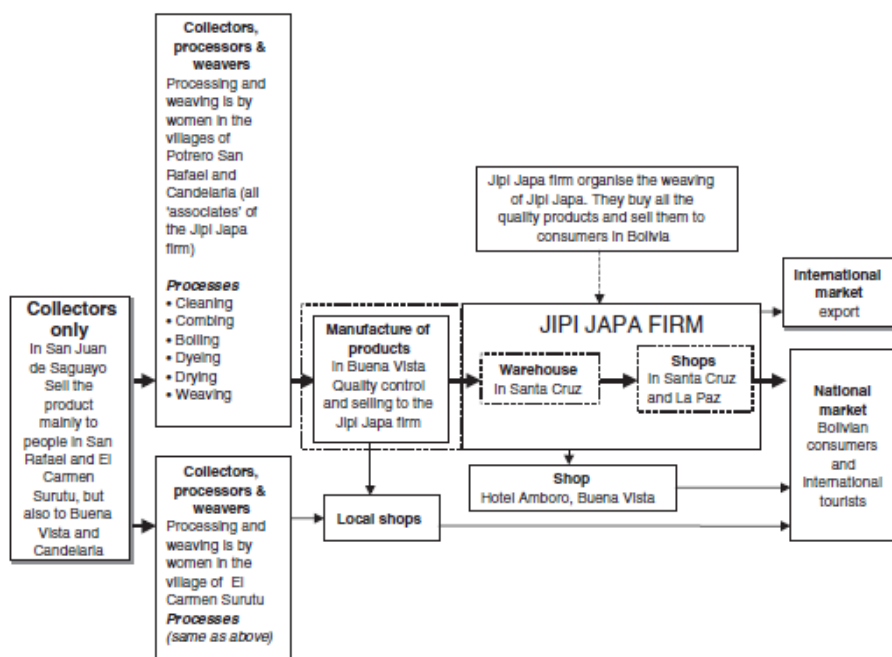 Collectors,
processors &
weavers
Processing and
weaving is by
women in the
villages of
Potrero San
Rafael and
Candelaria (all
'associates' of
the Jipi Japa
firm)
Processes
• Cleaning
• Combing
• Boiling
• Dyeing
• Drying
• Weaving
Collectors
only
In San Juan
de Saguayo
Sell the
product
mainly to
people in San
Rafael and El
Carmen
Surutu, but
also to Buena
Vista and
Candelaria
Collectors,
processors &
weavers
Processing and
weaving is by
women in the
village of El
Carmen Surutu
Processes
(same as above)
Manufacture of
products
in Buena Vista
Quality control
and selling to the
Jipi Japa firm
Local shops
Jipi Japa firm organise the weaving
of Jipi Japa. They buy all the
quality products and sell them to
consumers in Bolivia
JIPI JAPA FIRM
Warehouse
in Santa Cruz
Shops
in Santa Cruz
and La Paz
Shop
Hotel Amboro, Buena Vista
International
market
export
National
market
Bolivian
consumers
and
international
tourists